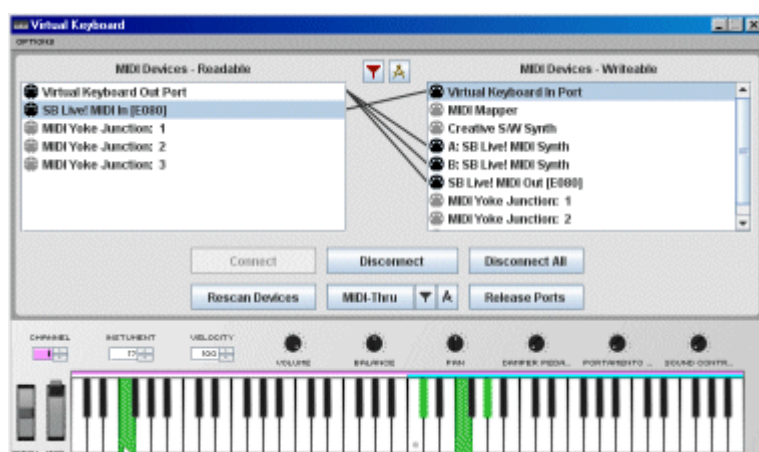 Virtual Keyboard
OPTIONS
MIDI Devices - Readable
MIDI Devices - Writeable
Virtual Keyboard Out Port
SB Live! MIDI In [E080]
MIDI Yoke Junction: 1
MIDI Yoke Junction: 2
MIDI Yoke Junction: 3
Virtual Keyboard In Port
MIDI Mapper
Creative S/W Synth
A: SB Live! MIDI Synth
B: SB Live! MIDI Synth
SB Live! MIDI Out [E080]
MIDI Yoke Junction: 1
MIDI Yoke Junction: 2
Connect
Disconnect
Disconnect All
Rescan Devices
MIDI-Thru
Release Ports
CHANNEL
INSTUMENT
VELOCITY
1
17
100
VOLUME
BALANCE
PAN
DAMPER PEDA...
PORTAMENTO ...
SOUND CONTR...